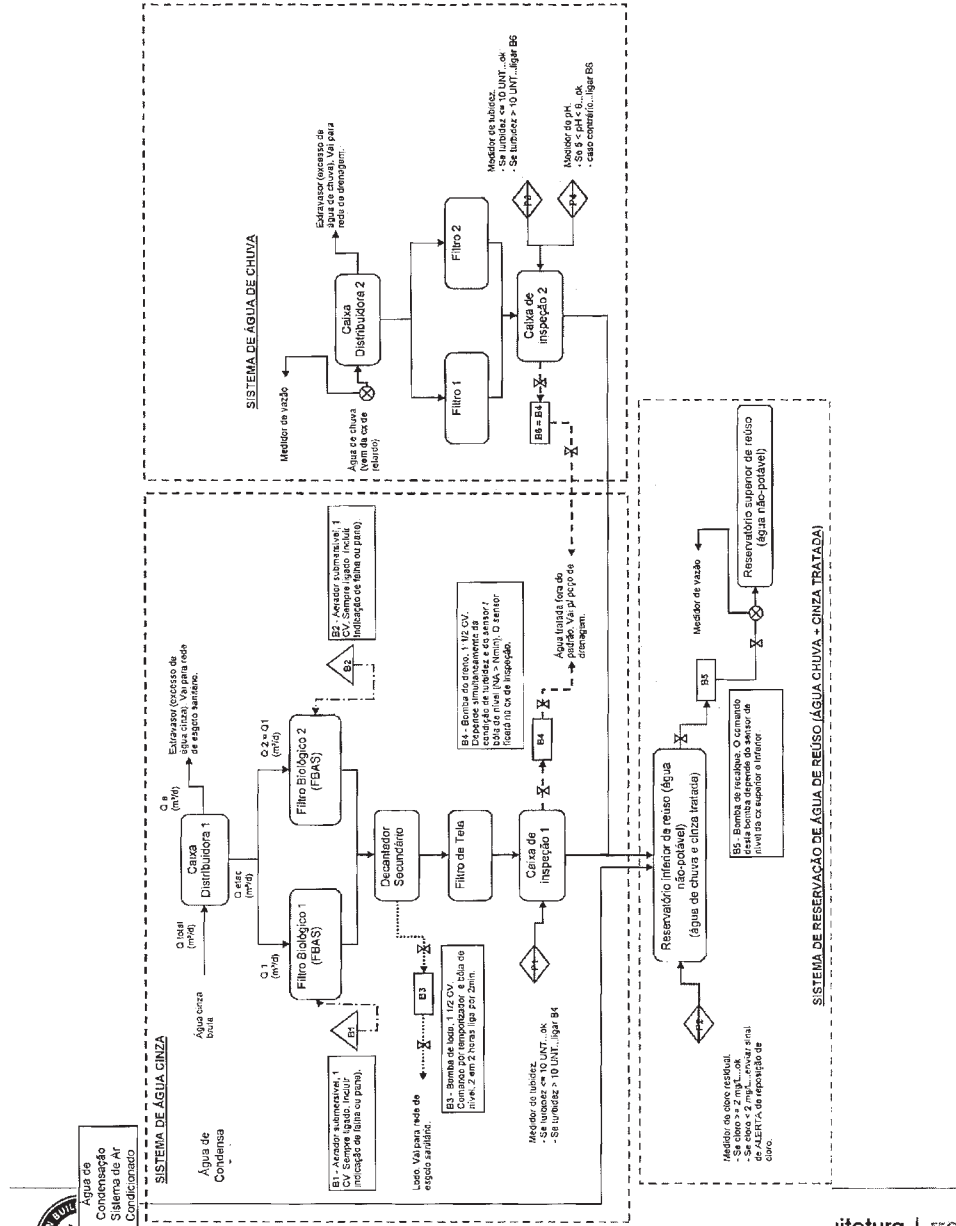 Água de
Condensação
Sistema de Ar
Condicionado
SISTEMA DE ÁGUA CINZA
Água de
Condensa
Água cinza
bruta
Q total
(m³/d)
Caixa
Distribuidora 1
Q e
(m³/d)
Extravasor (excesso de
água cinza). Vai para rede
de esgoto sanitário.
Q etac
(m³/d)
Q 1
(m³/d)
Q 2 = Q1
(m³/d)
Filtro Biológico 1
(FBAS)
Filtro Biológico 2
(FBAS)
B1
B1 - Aerador submersível, 1
CV. Sempre ligado. Incluir
indicação de falha ou pane).
B2
B2 - Aerador submersível, 1
CV. Sempre ligado. Incluir
indicação de falha ou pane).
Decantador
Secundário
B3
Lodo. Vai para rede de
esgoto sanitário.
B3 - Bomba de lodo, 1 1/2 CV.
Comando por temporizador e bóia de
nível. 2 em 2 horas liga por 2min.
Filtro de Tela
Caixa de
inspeção 1
P1
Medidor de tubidez.
- Se turbidez <= 10 UNT...ok
- Se turbidez > 10 UNT...ligar B4
B4
B4 - Bomba do dreno, 1 1/2 CV.
Depende simultaneamente da
condição de turbidez e do sensor /
bóia de nível (NA > Nmin). O sensor
ficará na cx de inspeção.
Água tratada fora do
padrão. Vai p/ poço de
drenagem.
SISTEMA DE ÁGUA DE CHUVA
Medidor de vazão
Água de chuva
(vem da cx de
retardo)
Caixa
Distribuidora 2
Extravasor (excesso de
água de chuva). Vai para
rede de drenagem.
Filtro 1
Filtro 2
Caixa de
inspeção 2
B6 = B4
P3
Medidor de tubidez.
- Se turbidez <= 10 UNT...ok
- Se turbidez > 10 UNT...ligar B6
P4
Medidor de pH.
- Se 6 < pH < 8...ok
- caso contrário...ligar B6
Reservatório inferior de reúso (água
não-potável)
(água de chuva e cinza tratada)
P2
Medidor de cloro residual.
- Se cloro >= 2 mg/L...ok
- Se cloro < 2 mg/L...enviar sinal
de ALERTA de reposição de
cloro.
B5
B5 - Bomba de recalque. O comando
desta bomba depende do sensor de
nível da cx superior e inferior
Medidor de vazão
Reservatório superior de reúso
(água não-potável)
SISTEMA DE RESERVAÇÃO DE ÁGUA DE REÚSO (ÁGUA CHUVA + CINZA TRATADA)